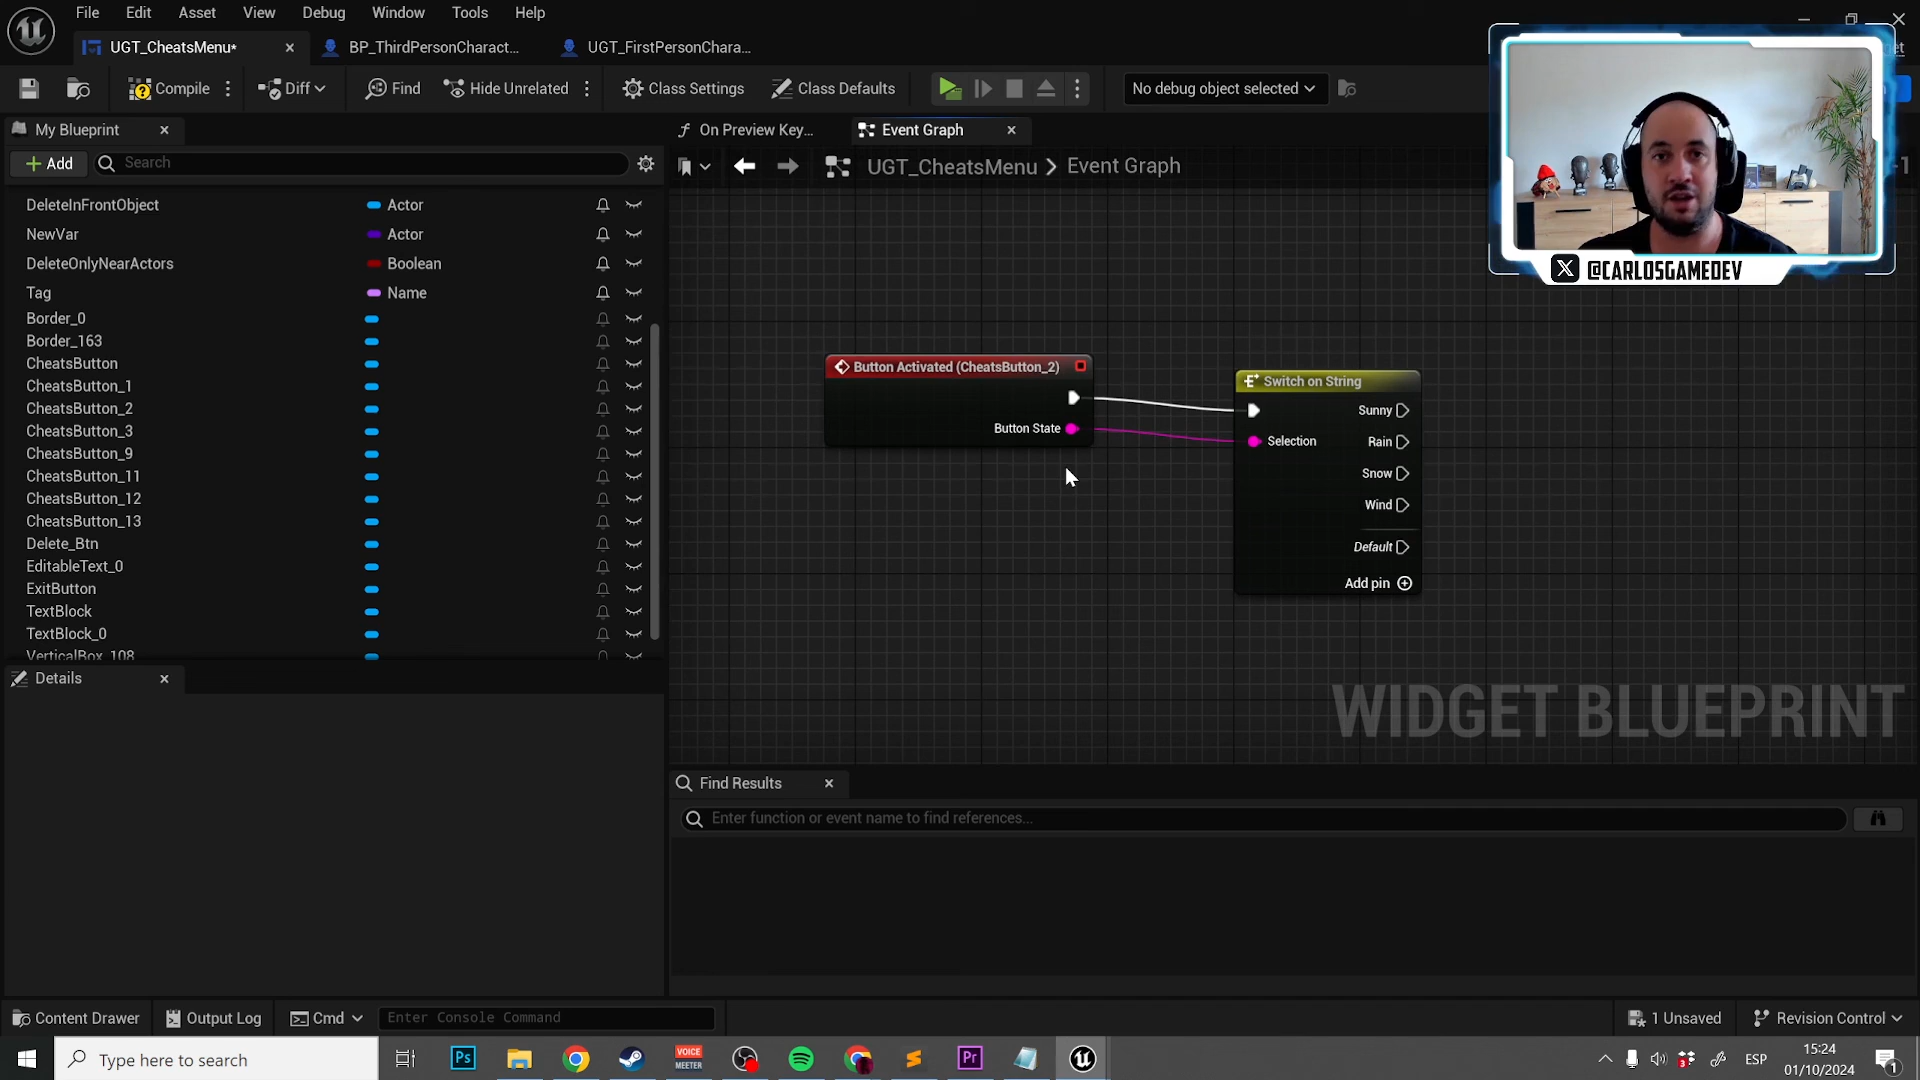 File Edit Asset View Debug Window Tools Help
UGT_CheatsMenu* BP_ThirdPersonCharact... UGT_FirstPersonChara...
Compile Diff Find Hide Unrelated Class Settings Class Defaults No debug object selected
My Blueprint
On Preview Key... Event Graph
Add Search
UGT_CheatsMenu > Event Graph
DeleteInFrontObject Actor
NewVar Actor
DeleteOnlyNearActors Boolean
Tag Name
Border_0
Border_163
CheatsButton
CheatsButton_1
CheatsButton_2
CheatsButton_3
CheatsButton_9
CheatsButton_11
CheatsButton_12
CheatsButton_13
Delete_Btn
EditableText_0
ExitButton
TextBlock
TextBlock_0
VerticalBox_108
Details
@CARLOSGAMEDEV
Button Activated (CheatsButton_2)
Button State
Switch on String
Selection
Sunny
Rain
Snow
Wind
Default
Add pin
WIDGET BLUEPRINT
Find Results
Enter function or event name to find references...
Content Drawer Output Log Cmd Enter Console Command 1 Unsaved Revision Control
Type here to search
Ps
VOICE
MEETER
Pr
ESP
15:24
01/10/2024